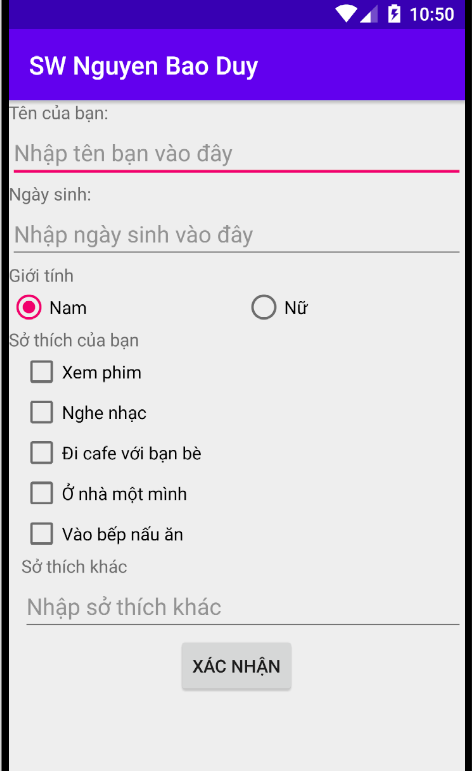 10:50
SW Nguyen Bao Duy
Tên của bạn:
Nhập tên bạn vào đây
Ngày sinh:
Nhập ngày sinh vào đây
Giới tính
Nam Nữ
Sở thích của bạn
Xem phim
Nghe nhạc
Đi cafe với bạn bè
Ở nhà một mình
Vào bếp nấu ăn
Sở thích khác
Nhập sở thích khác
XÁC NHẬN